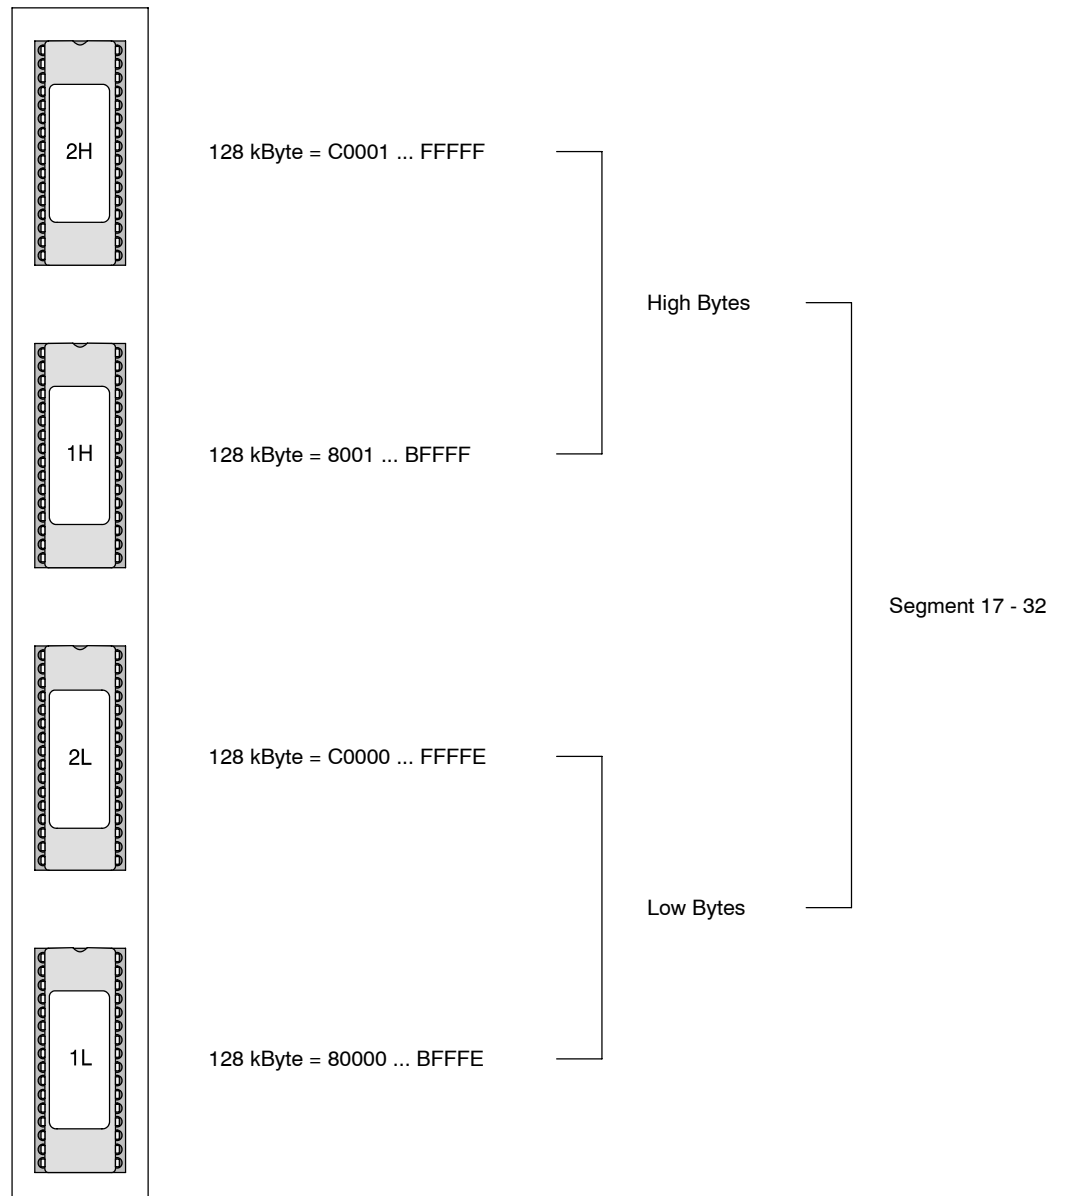 2H
128 kByte = C0001 ... FFFFF
High Bytes
1H
128 kByte = 8001 ... BFFFF
Segment 17 - 32
2L
128 kByte = C0000 ... FFFFE
Low Bytes
1L
128 kByte = 80000 ... BFFFE